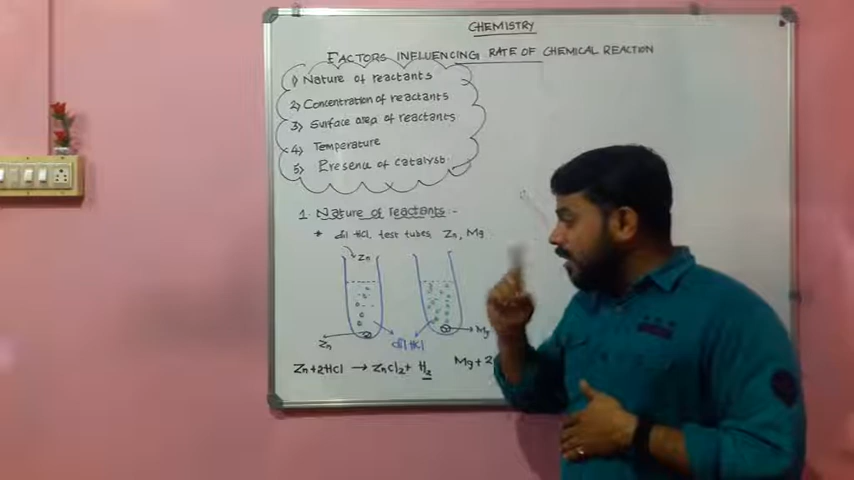 CHEMISTRY
FACTORS INFLUENCING RATE OF CHEMICAL REACTION
1) Nature of reactants
2) Concentration of reactants
3) Surface area of reactants
4) Temperature
5) Presence of catalyst
1. Nature of reactants :-
* dil HCl, test tubes, Zn, Mg
Zn
Zn
dil HCl
Mg
Zn + 2HCl → ZnCl2 + H2
Mg + 2